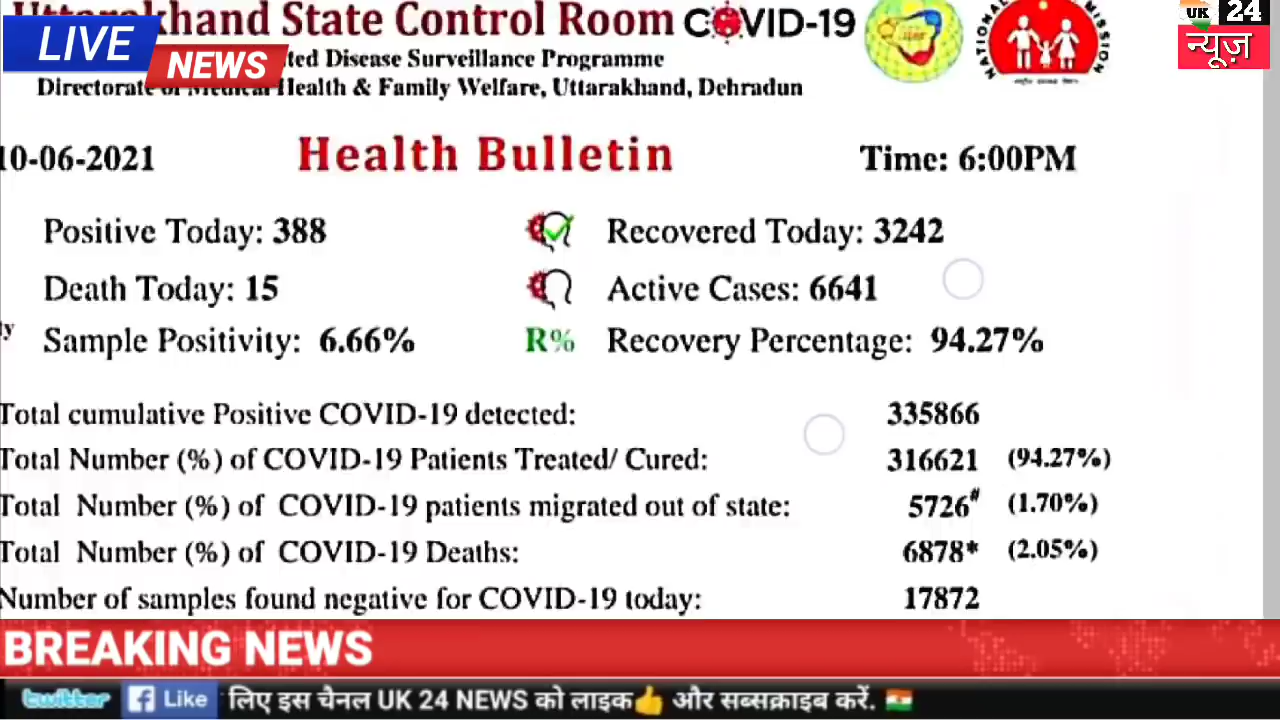 Uttarakhand State Control Room COVID-19
LIVE NEWS
ted Disease Surveillance Programme
Directorate of Medical Health & Family Welfare, Uttarakhand, Dehradun
NATIONAL MISSION
UK 24
न्यूज़
10-06-2021 Health Bulletin Time: 6:00PM
Positive Today: 388 Recovered Today: 3242
Death Today: 15 Active Cases: 6641
ly Sample Positivity: 6.66% R% Recovery Percentage: 94.27%
Total cumulative Positive COVID-19 detected: 335866
Total Number (%) of COVID-19 Patients Treated/ Cured: 316621 (94.27%)
Total Number (%) of COVID-19 patients migrated out of state: 5726# (1.70%)
Total Number (%) of COVID-19 Deaths: 6878* (2.05%)
Number of samples found negative for COVID-19 today: 17872
BREAKING NEWS
twitter Like लिए इस चैनल UK 24 NEWS को लाइक👍 और सब्सक्राइब करें. 🇮🇳